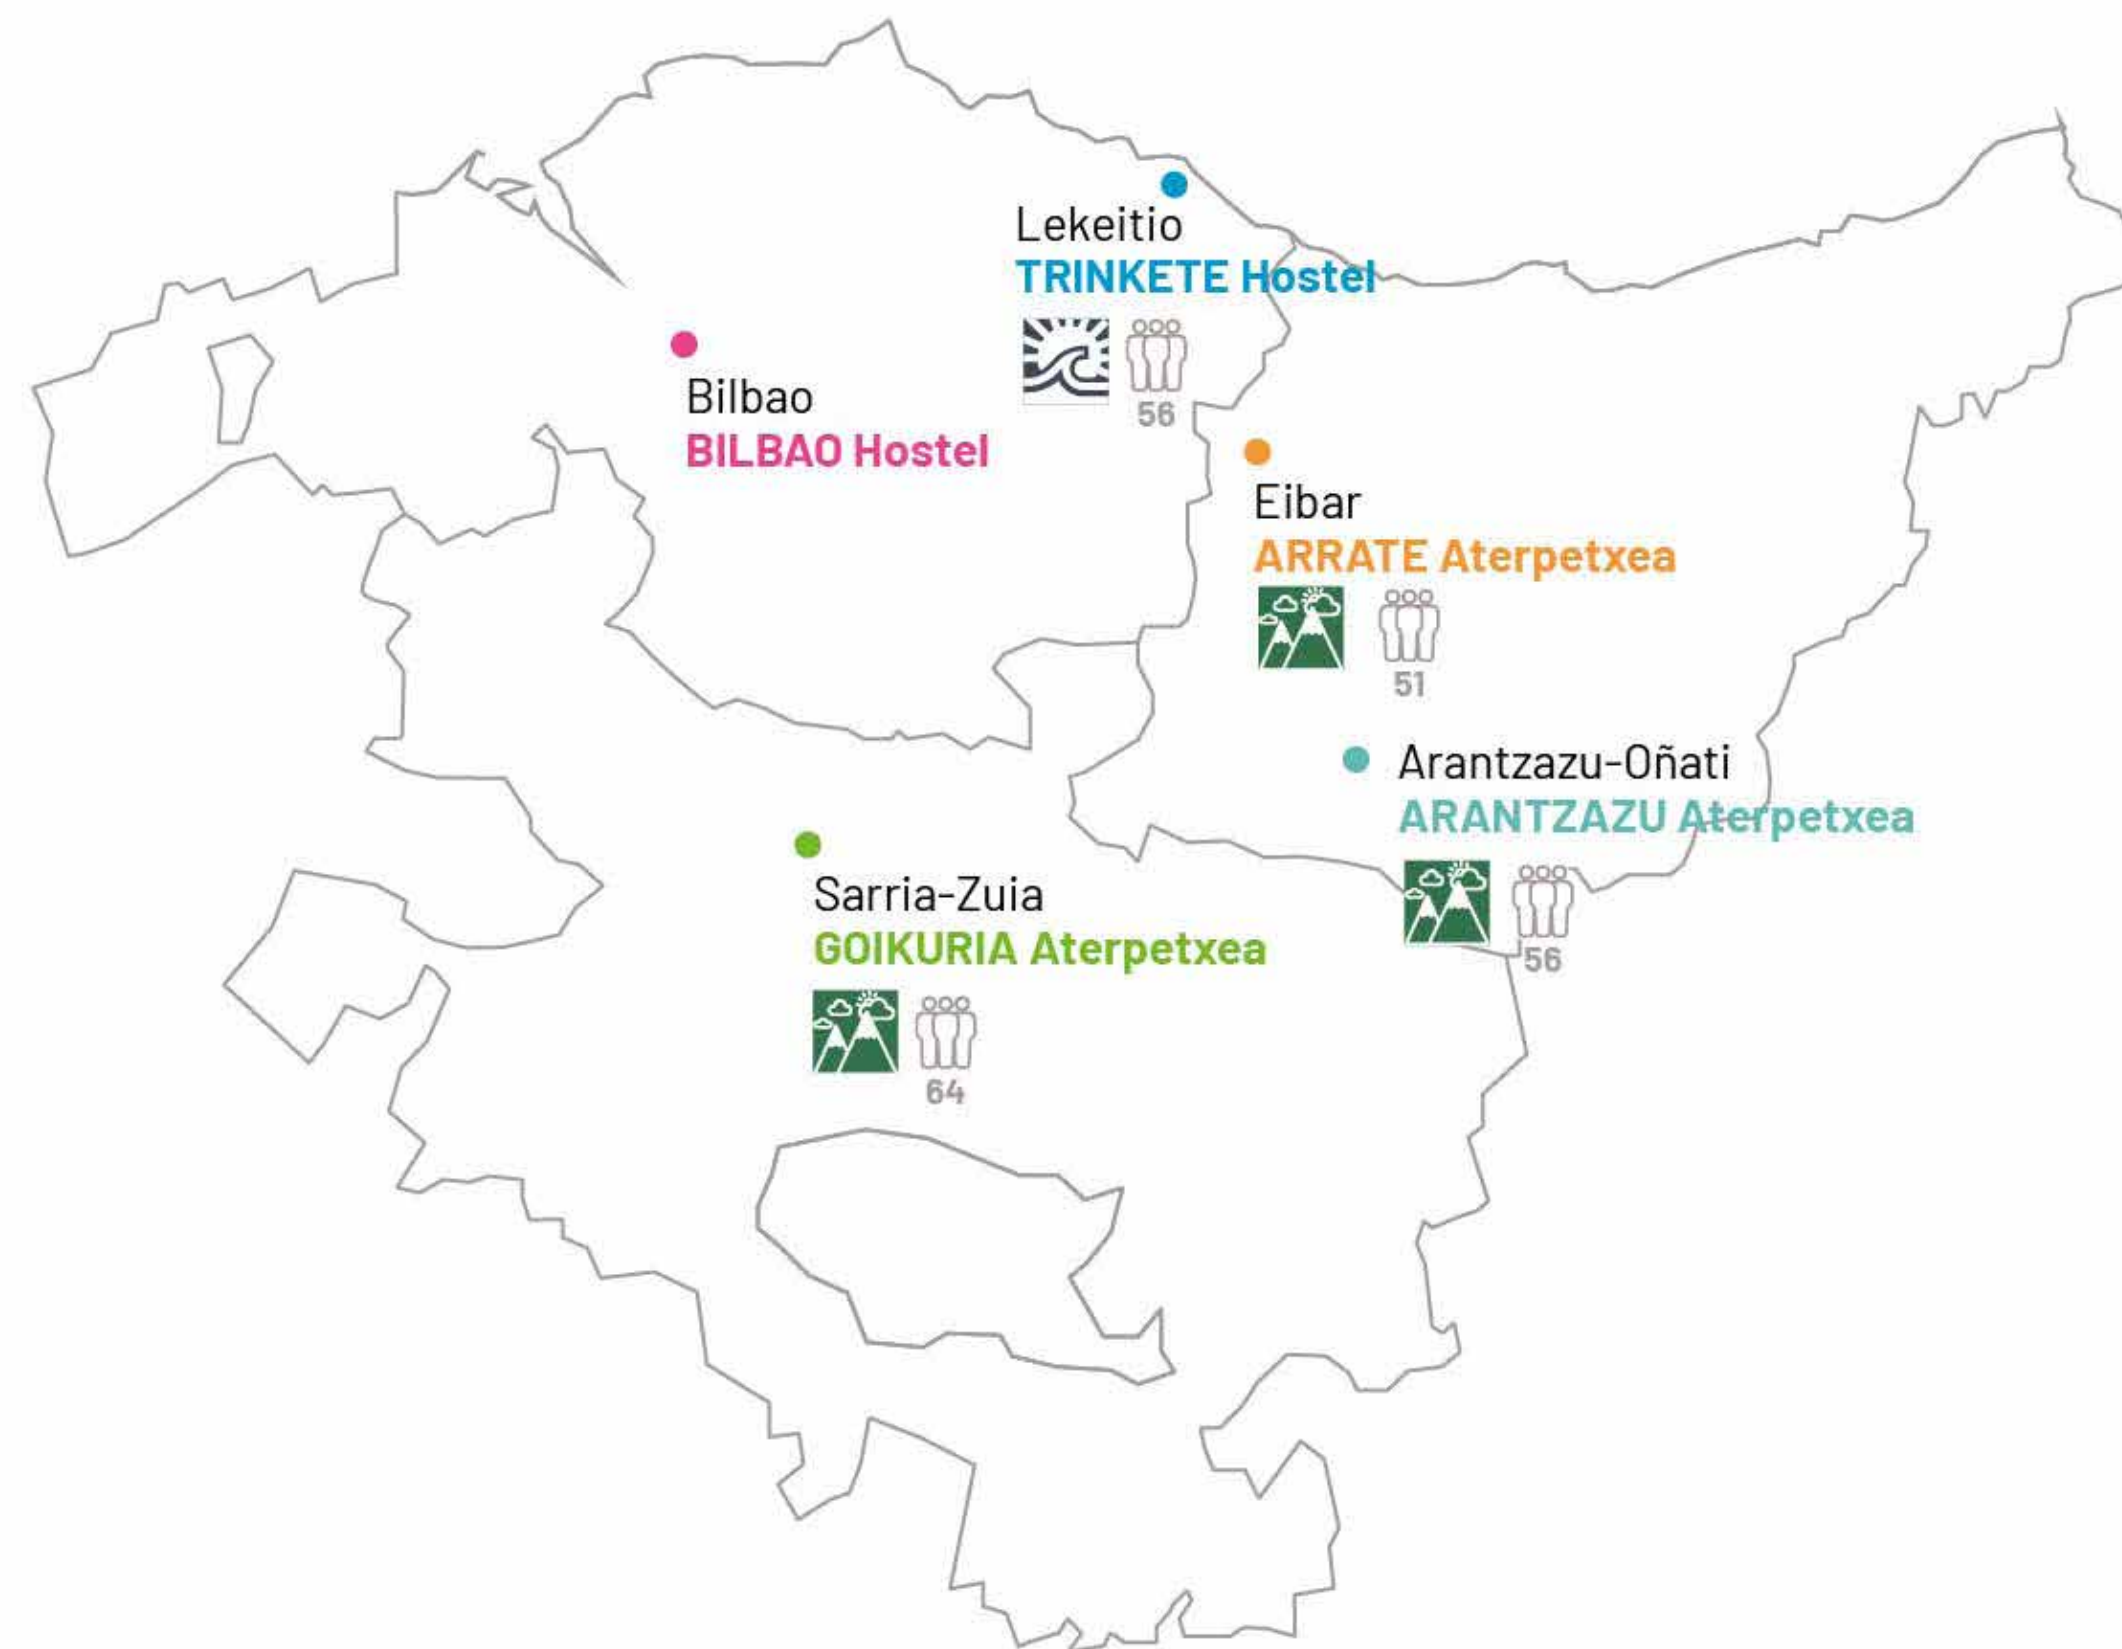 Lekeitio
TRINKETE Hostel
56
Bilbao
BILBAO Hostel
Eibar
ARRATE Aterpetxea
51
Arantzazu-Oñati
ARANTZAZU Aterpetxea
56
Sarria-Zuia
GOIKURIA Aterpetxea
64